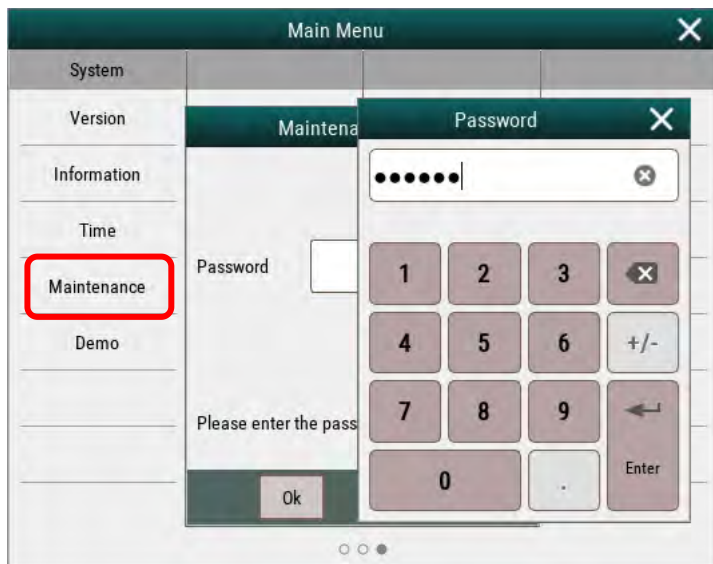 Main Menu
System
Version
Information
Time
Maintenance
Demo
Maintena
Password
Please enter the pass
Ok
Password
••••••
1 2 3
4 5 6 +/-
7 8 9
0 . Enter